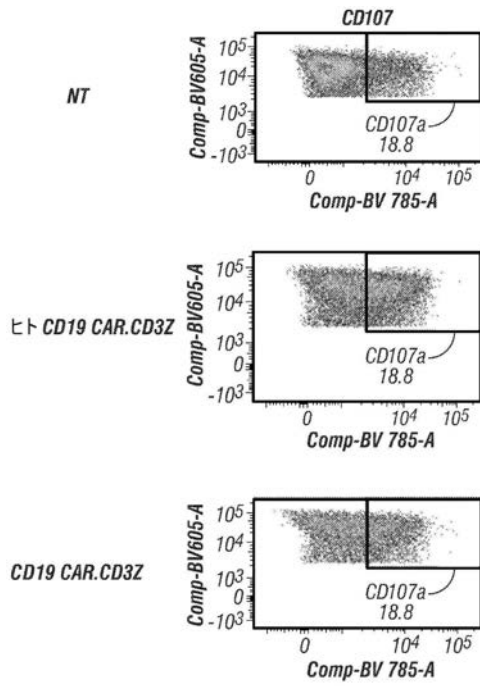 CD107
NT
Comp-BV605-A
10⁵
10⁴
10³
0
-10³
CD107a
18.8
0
10⁴
10⁵
Comp-BV 785-A
ヒト CD19 CAR.CD3Z
Comp-BV605-A
10⁵
10⁴
10³
0
-10³
CD107a
18.8
0
10⁴
10⁵
Comp-BV 785-A
CD19 CAR.CD3Z
Comp-BV605-A
10⁵
10⁴
10³
0
-10³
CD107a
18.8
0
10⁴
10⁵
Comp-BV 785-A